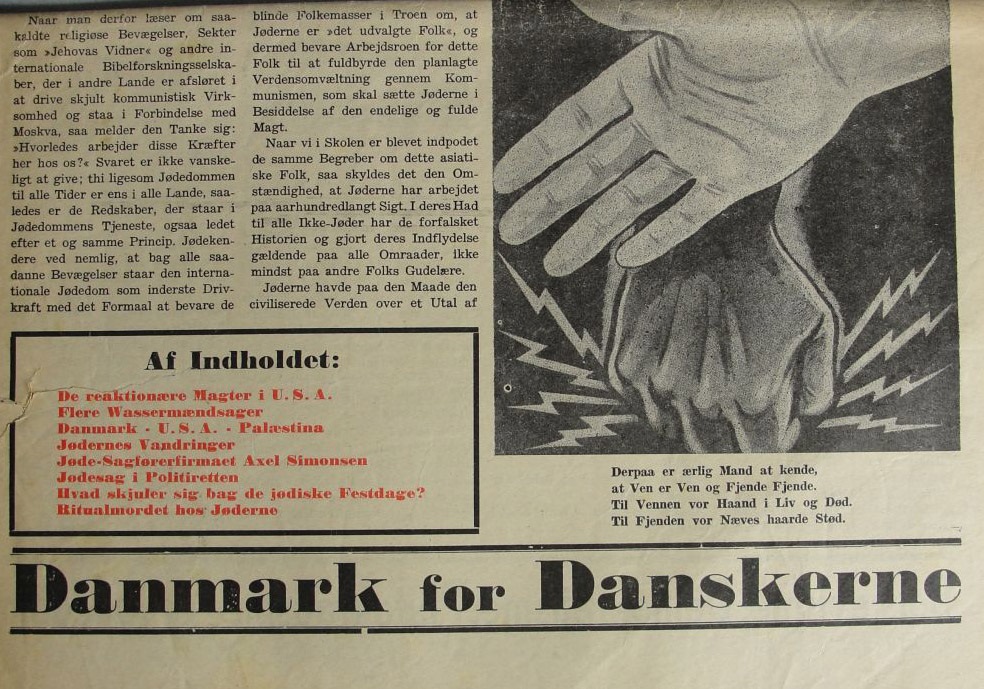 Naar man derfor læser om saa-
kaldte religiøse Bevægelser, Sekter
som »Jehovas Vidner« og andre in-
ternationale Bibelforskningsselska-
ber, der i andre Lande er afsløret i
at drive skjult kommunistisk Virk-
somhed og staa i Forbindelse med
Moskva, saa melder den Tanke sig:
»Hvorledes arbejder disse Kræfter
her hos os?« Svaret er ikke vanske-
ligt at give; thi ligesom Jødedommen
til alle Tider er ens i alle Lande, saa-
ledes er de Redskaber, der staar i
Jødedommens Tjeneste, ogsaa ledet
efter et og samme Princip. Jødeken-
dere ved nemlig, at bag alle saa-
danne Bevægelser staar den interna-
tionale Jødedom som inderste Driv-
kraft med det Formaal at bevare de
blinde Folkemasser i Troen om, at
Jøderne er »det udvalgte Folk«, og
dermed bevare Arbejdsroen for dette
Folk til at fuldbyrde den planlagte
Verdensomvæltning gennem Kom-
munismen, som skal sætte Jøderne i
Besiddelse af den endelige og fulde
Magt.
Naar vi i Skolen er blevet indpodet
de samme Begreber om dette asiati-
ske Folk, saa skyldes det den Om-
stændighed, at Jøderne har arbejdet
paa aarhundredlangt Sigt. I deres Had
til alle Ikke-Jøder har de forfalsket
Historien og gjort deres Indflydelse
gældende paa alle Omraader, ikke
mindst paa andre Folks Gudelære.
Jøderne havde paa den Maade den
civiliserede Verden over et Utal af
Af Indholdet:
De reaktionære Magter i U. S. A.
Flere Wassermændsager
Danmark - U. S. A. - Palæstina
Jødernes Vandringer
Jøde-Sagførerfirmaet Axel Simonsen
Jødesag i Politiretten
Hvad skjuler sig bag de jødiske Festdage?
Ritualmordet hos Jøderne
Derpaa er ærlig Mand at kende,
at Ven er Ven og Fjende Fjende.
Til Vennen vor Haand i Liv og Død.
Til Fjenden vor Næves haarde Stød.
Danmark for Danskerne